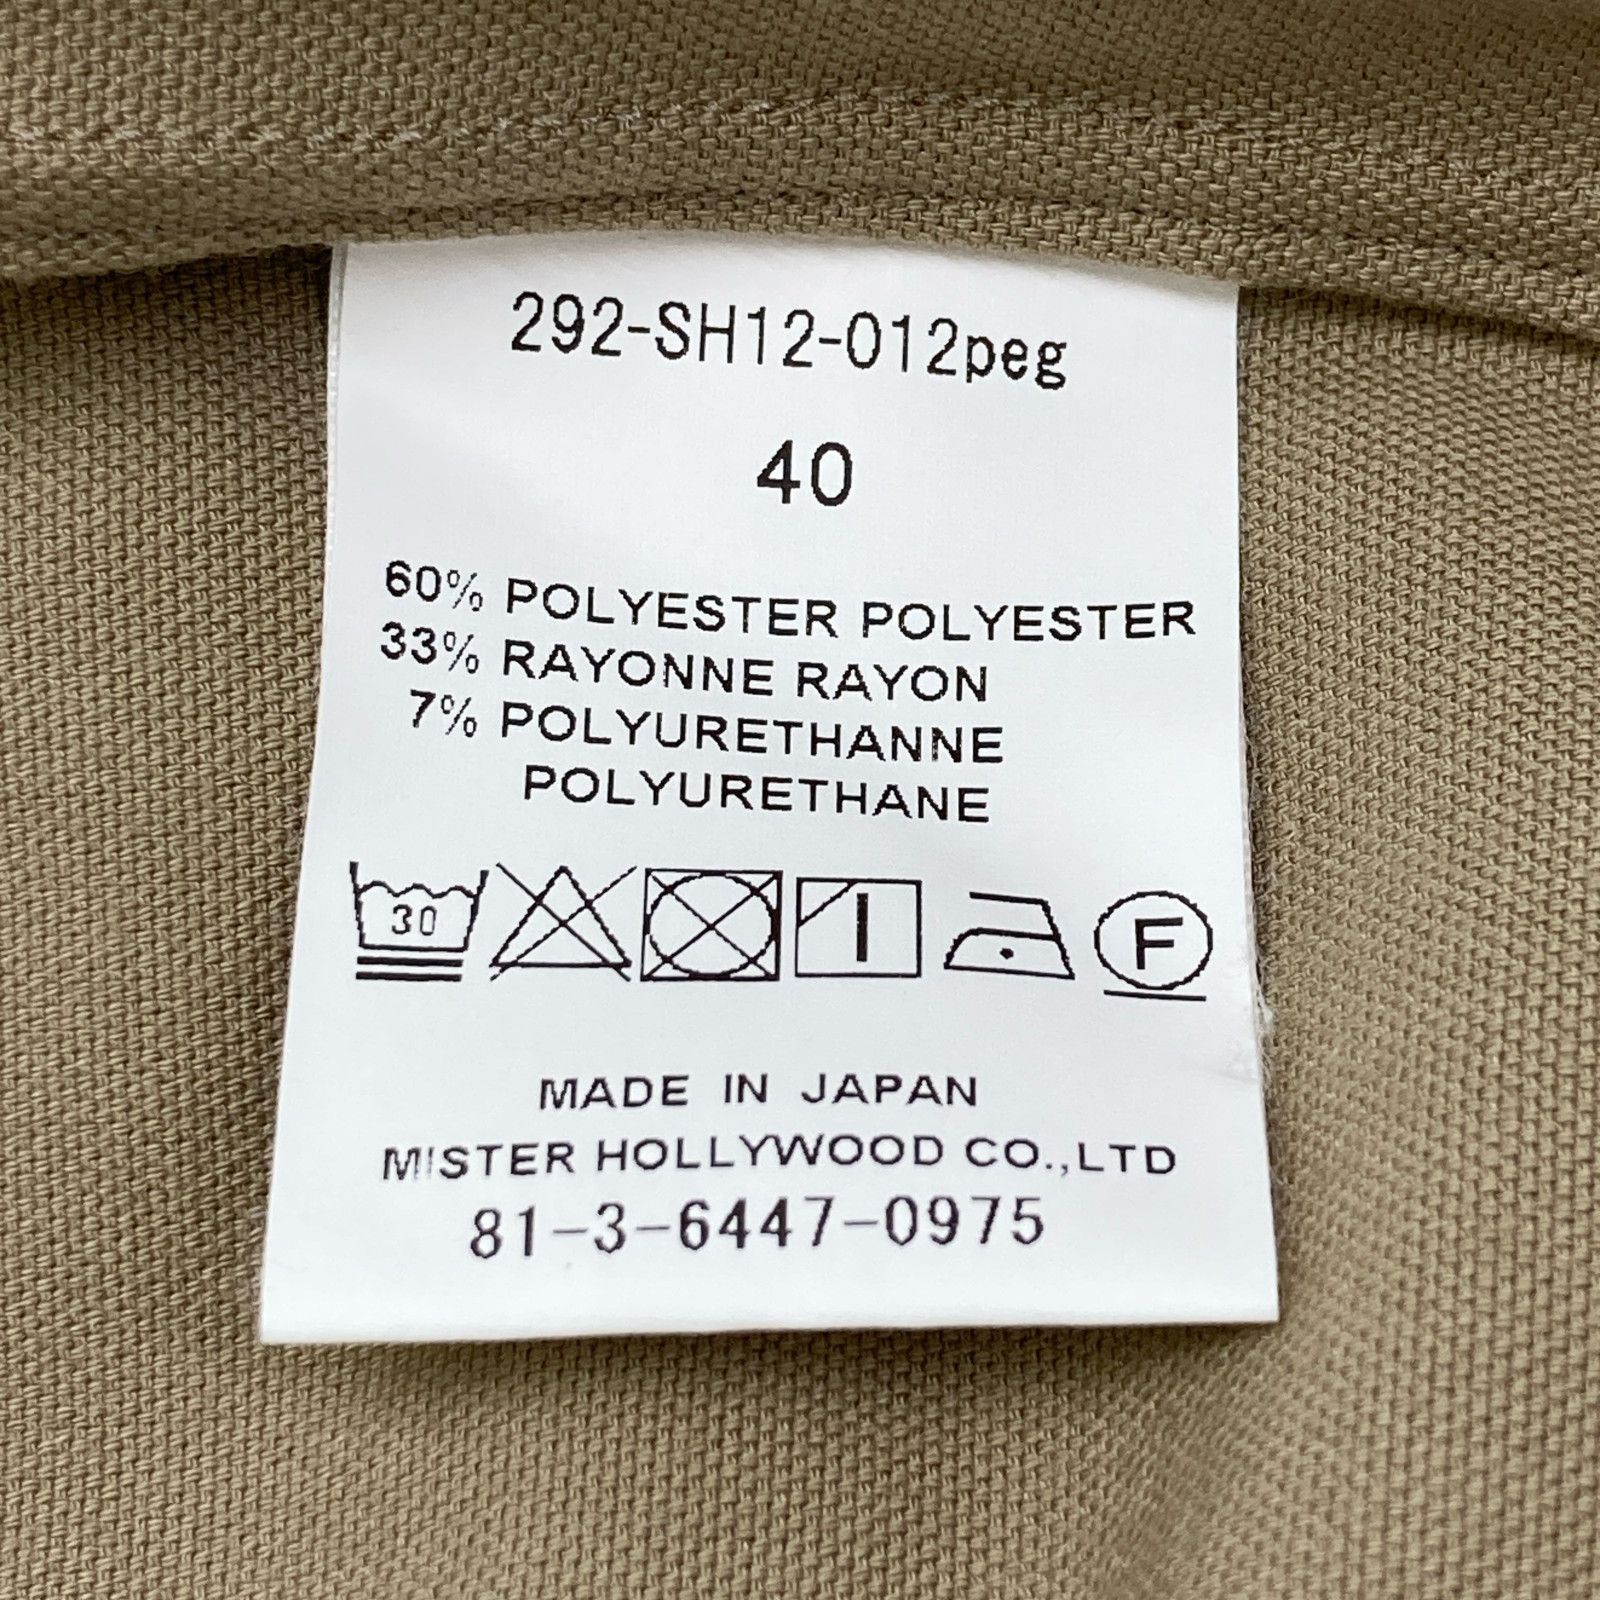 292-SH12-012peg
40
60% POLYESTER POLYESTER
33% RAYONNE RAYON
7% POLYURETHANNE
POLYURETHANE
30 F
MADE IN JAPAN
MISTER HOLLYWOOD CO.,LTD
81-3-6447-0975